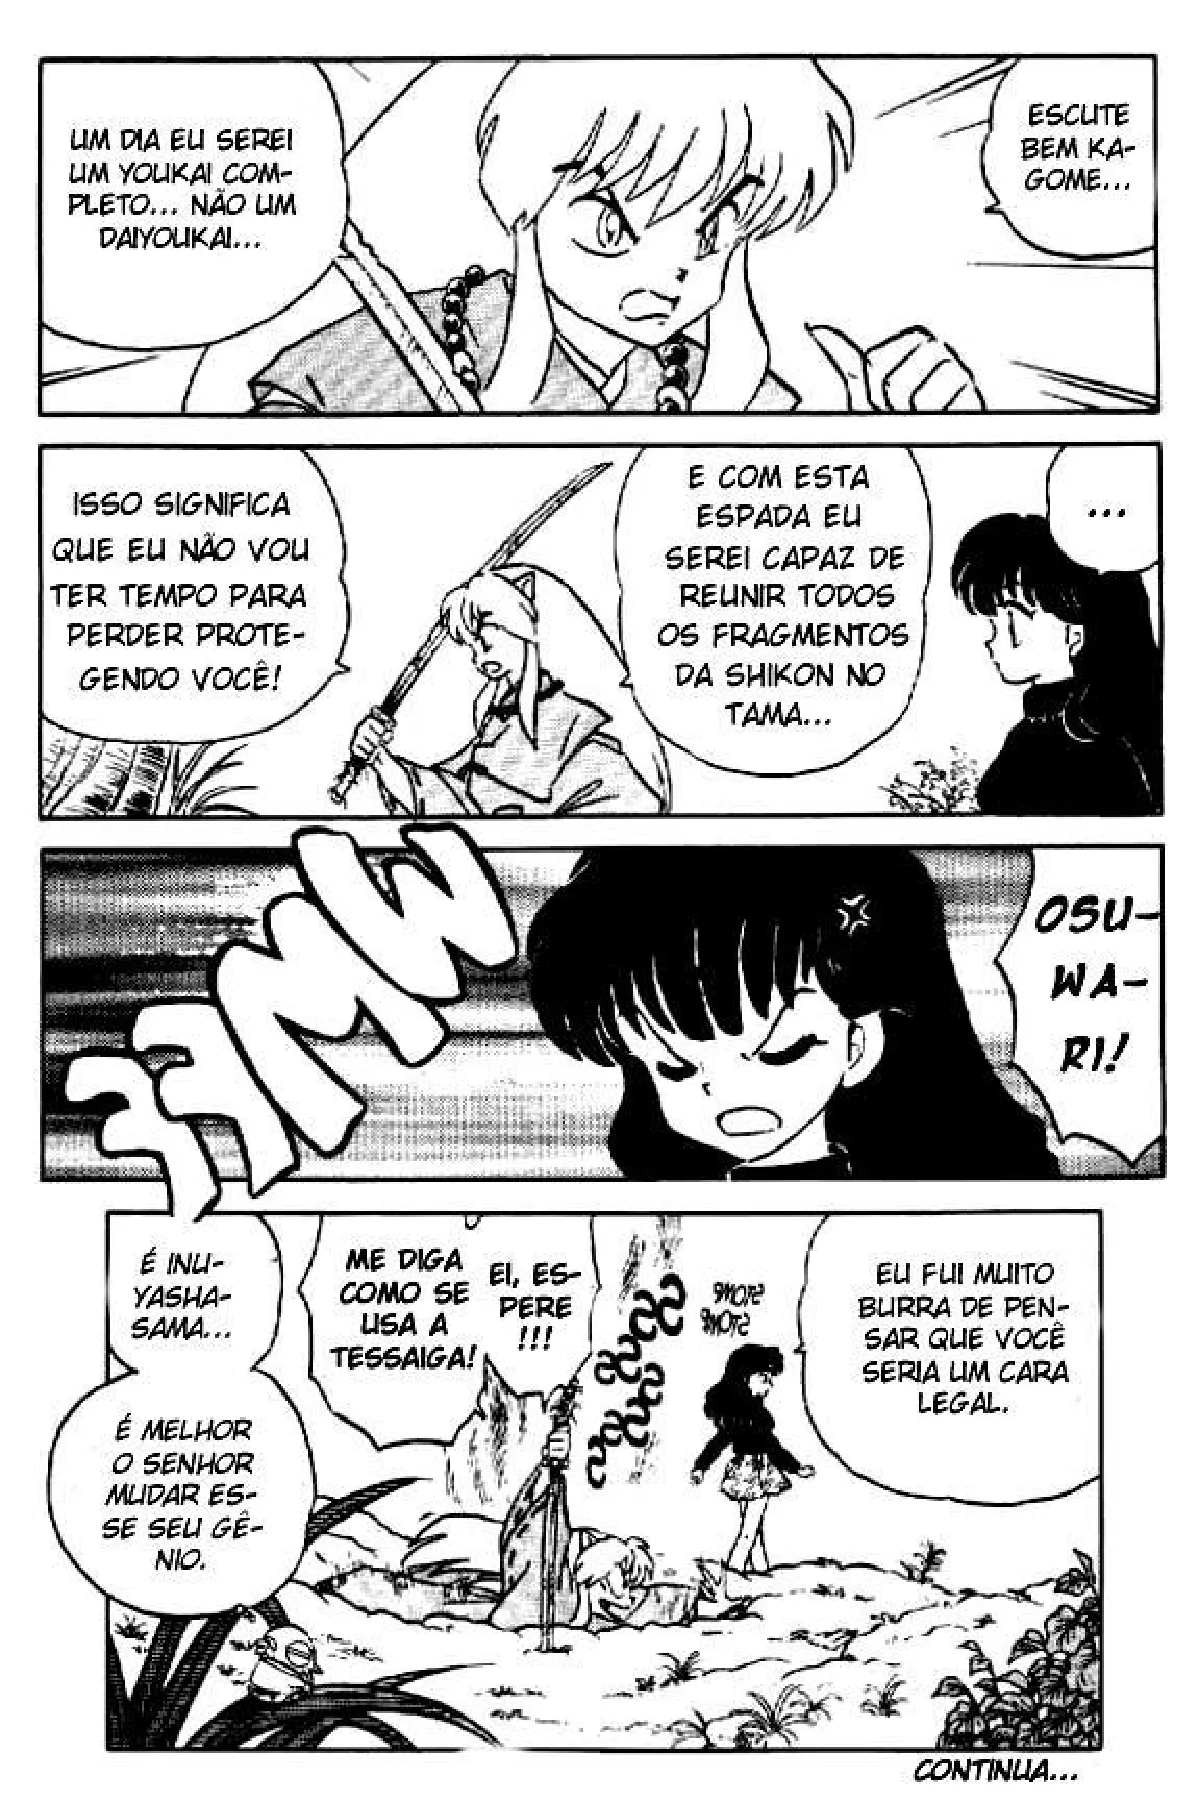 ESCUTE
BEM KA-
GOME...
UM DIA EU SEREI
UM YOUKAI COM-
PLETO... NÃO UM
DAIYOUKAI...
...
E COM ESTA
ESPADA EU
SEREI CAPAZ DE
REUNIR TODOS
OS FRAGMENTOS
DA SHIKON NO
TAMA...
ISSO SIGNIFICA
QUE EU NÃO VOU
TER TEMPO PARA
PERDER PROTE-
GENDO VOCÊ!
OSU-
WA-
RI!
EU FUI MUITO
BURRA DE PEN-
SAR QUE VOCÊ
SERIA UM CARA
LEGAL.
EI, ES-
PERE
!!!
ME DIGA
COMO SE
USA A
TESSAIGA!
É INU-
YASHA-
SAMA...
É MELHOR
O SENHOR
MUDAR ES-
SE SEU GÊ-
NIO.
CONTINUA...